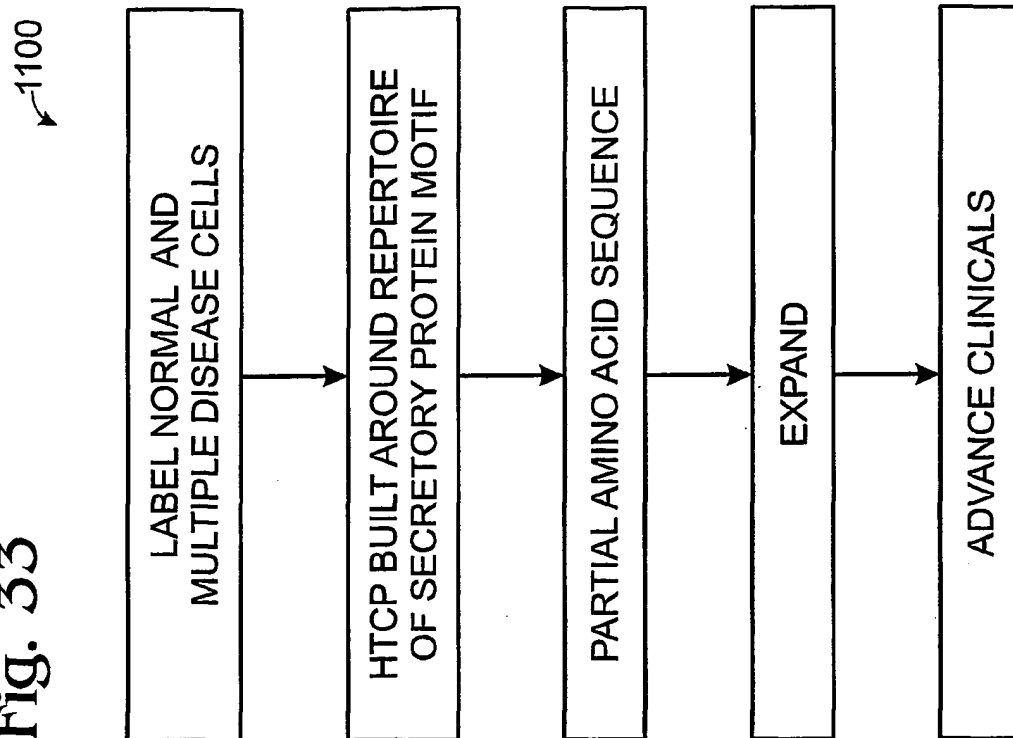 Fig. 33
1100
LABEL NORMAL AND
MULTIPLE DISEASE CELLS
HTCP BUILT AROUND REPERTOIRE
OF SECRETORY PROTEIN MOTIF
PARTIAL AMINO ACID SEQUENCE
EXPAND
ADVANCE CLINICALS